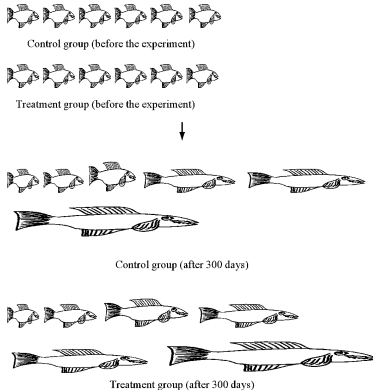 Control group (before the experiment)
Treatment group (before the experiment)
Control group (after 300 days)
Treatment group (after 300 days)